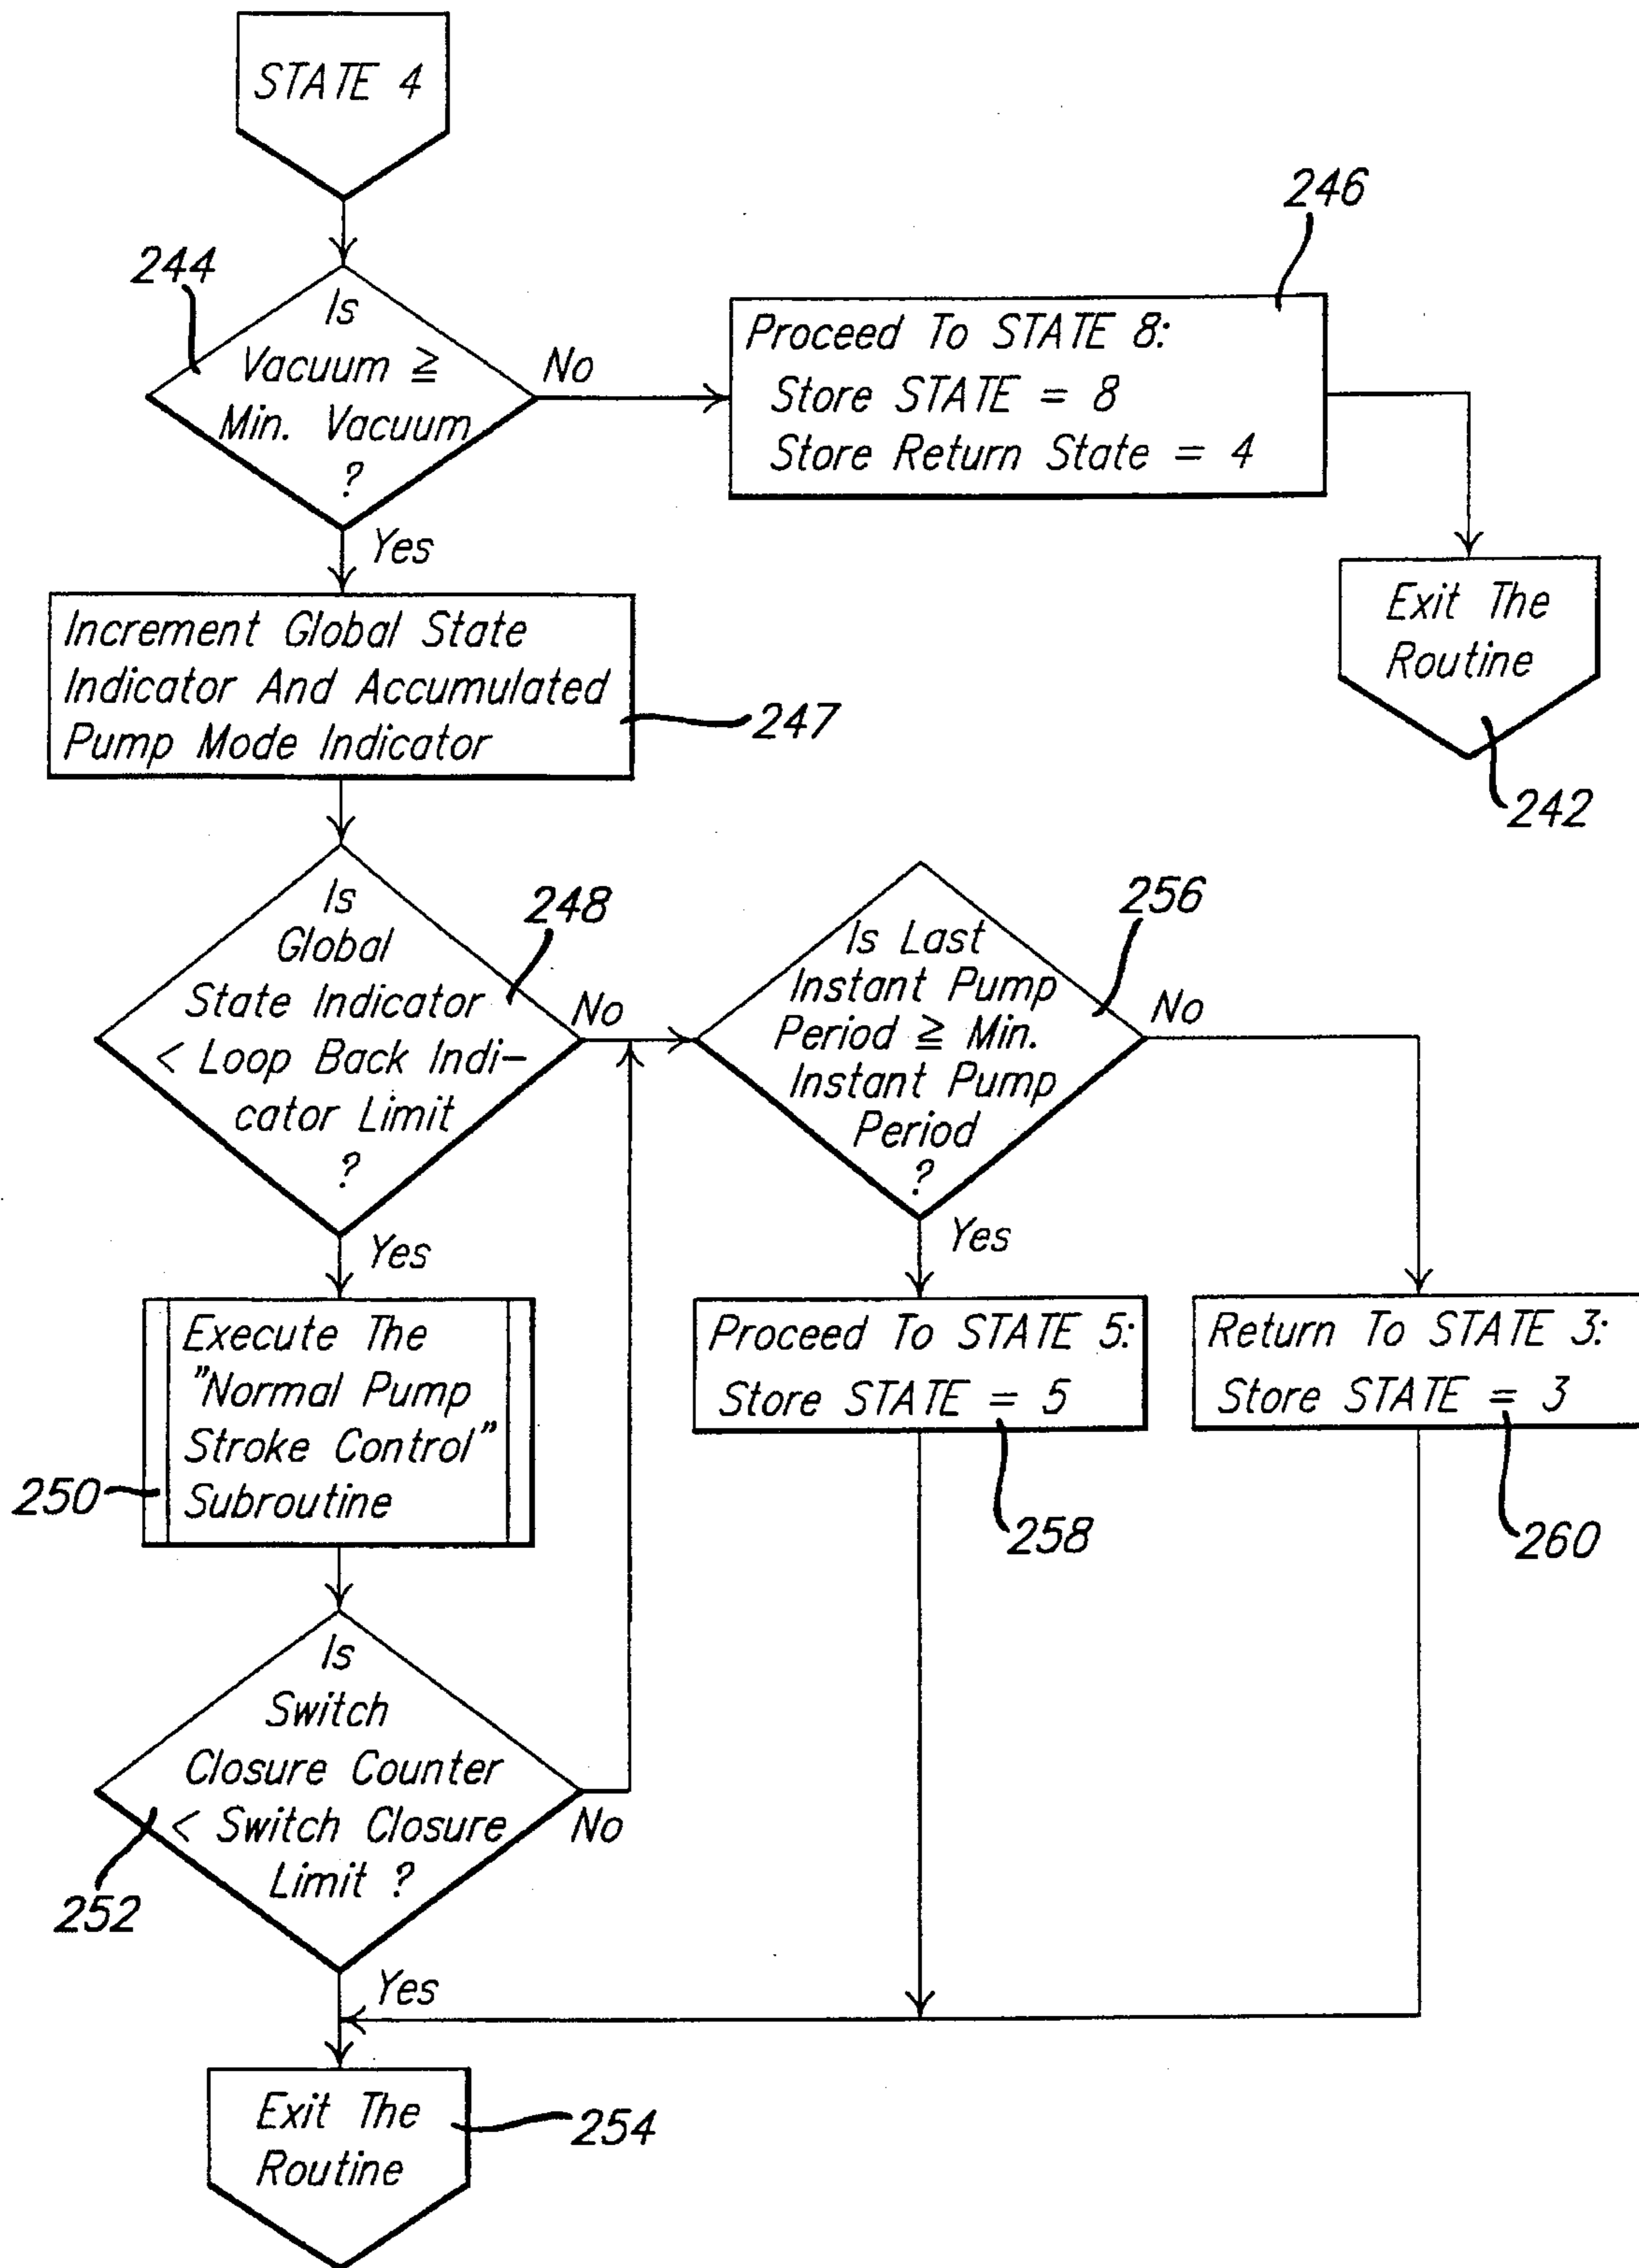 STATE 4
244
Is
Vacuum ≧
Min. Vacuum
?
No
Yes
246
Proceed To STATE 8:
Store STATE = 8
Store Return State = 4
Exit The
Routine
242
Increment Global State
Indicator And Accumulated
Pump Mode Indicator
247
Is
Global
State Indicator
< Loop Back Indi-
cator Limit
?
248
No
Yes
Is Last
Instant Pump
Period ≧ Min.
Instant Pump
Period
?
256
No
Yes
Execute The
"Normal Pump
Stroke Control"
Subroutine
250
Proceed To STATE 5:
Store STATE = 5
258
Return To STATE 3:
Store STATE = 3
260
Is
Switch
Closure Counter
< Switch Closure
Limit ?
252
No
Yes
Exit The
Routine
254